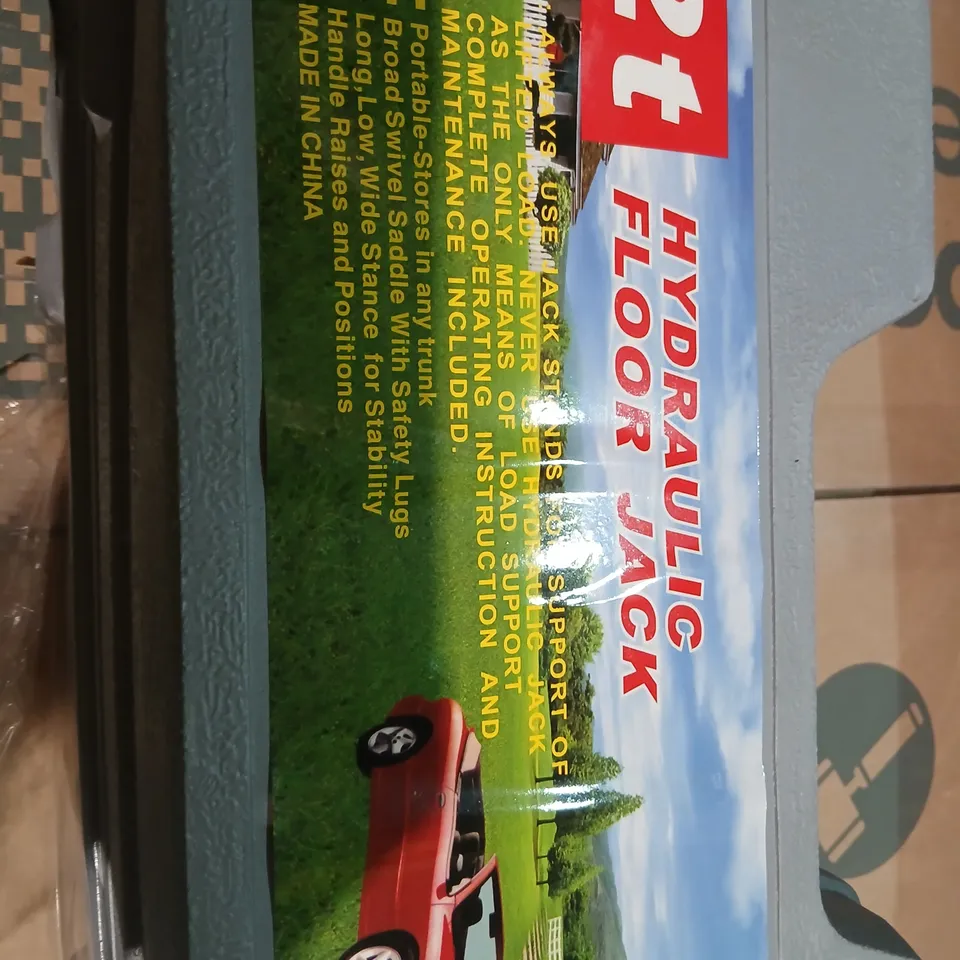 2t
HYDRAULIC
FLOOR JACK
ALWAYS USE JACK STANDS FOR SUPPORT OF
LIFTED LOAD. NEVER USE HYDRAULIC JACK
AS THE ONLY MEANS OF LOAD SUPPORT
COMPLETE OPERATING INSTRUCTION AND
MAINTENANCE INCLUDED.
Portable-Stores in any trunk
Broad Swivel Saddle With Safety Lugs
Long,Low,Wide Stance for Stability
Handle Raises and Positions
MADE IN CHINA